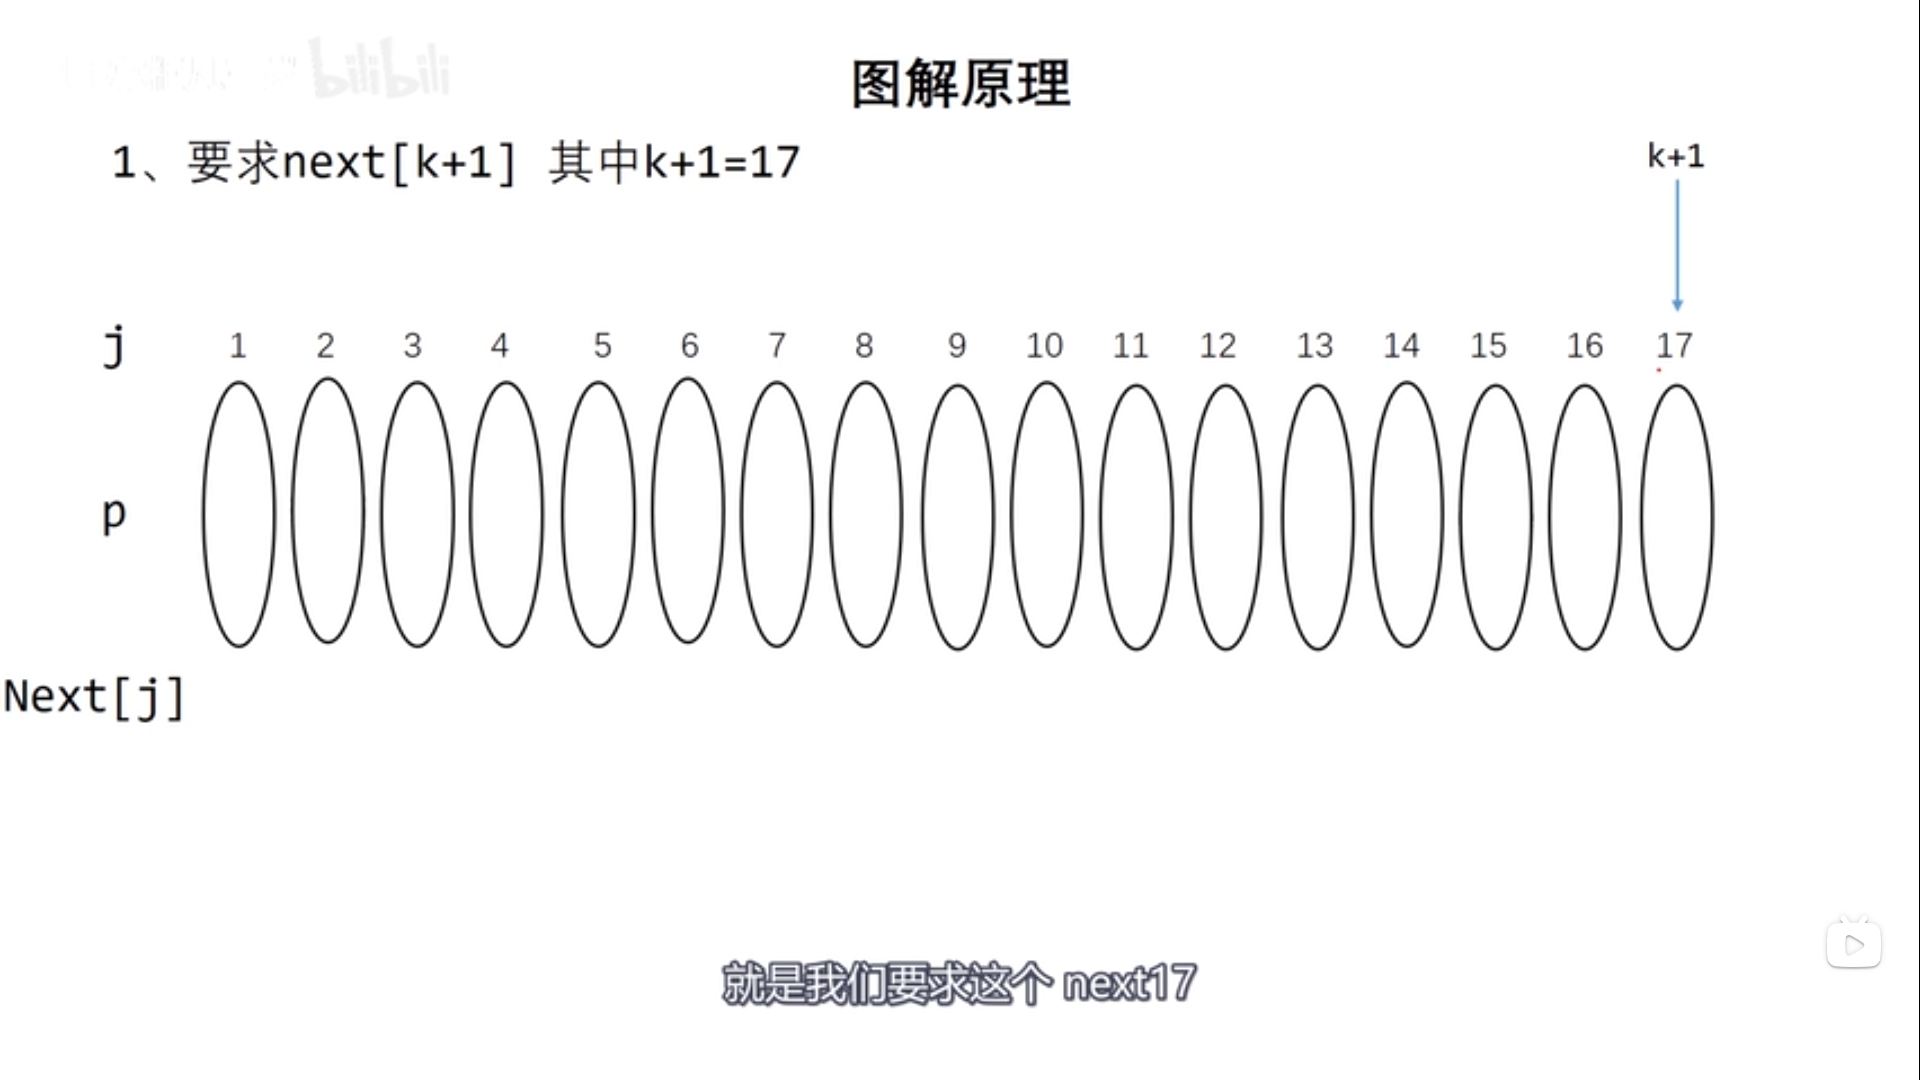 bilibili
图解原理
1、要求next[k+1] 其中k+1=17
k+1
j 1 2 3 4 5 6 7 8 9 10 11 12 13 14 15 16 17
p
Next[j]
就是我们要求这个 next17